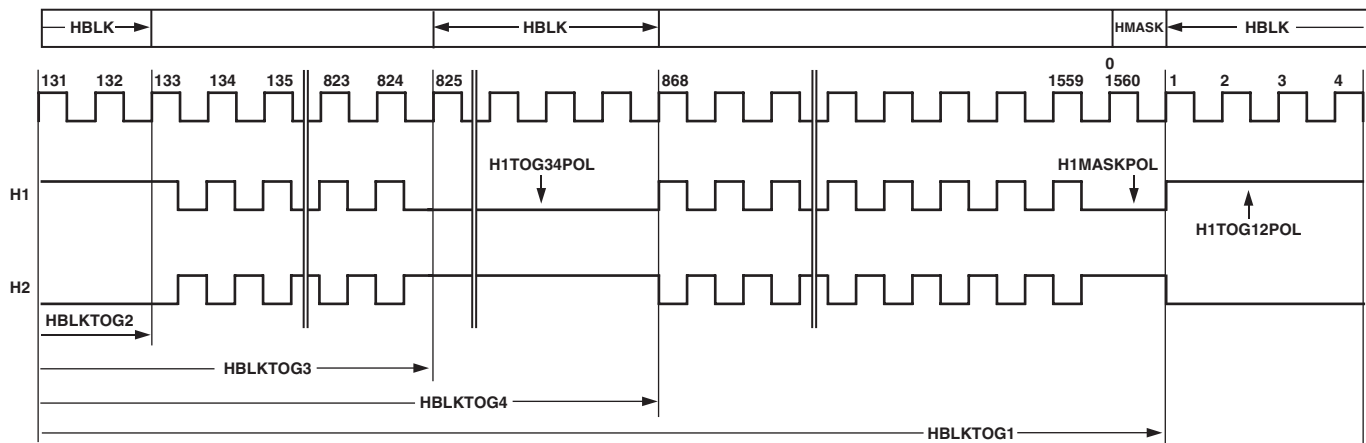 HBLK HBLK HMASK HBLK
0
131 132 133 134 135 823 824 825 868 1559 1560 1 2 3 4
H1TOG34POL H1MASKPOL
H1
H1TOG12POL
H2
HBLKTOG2
HBLKTOG3
HBLKTOG4
HBLKTOG1